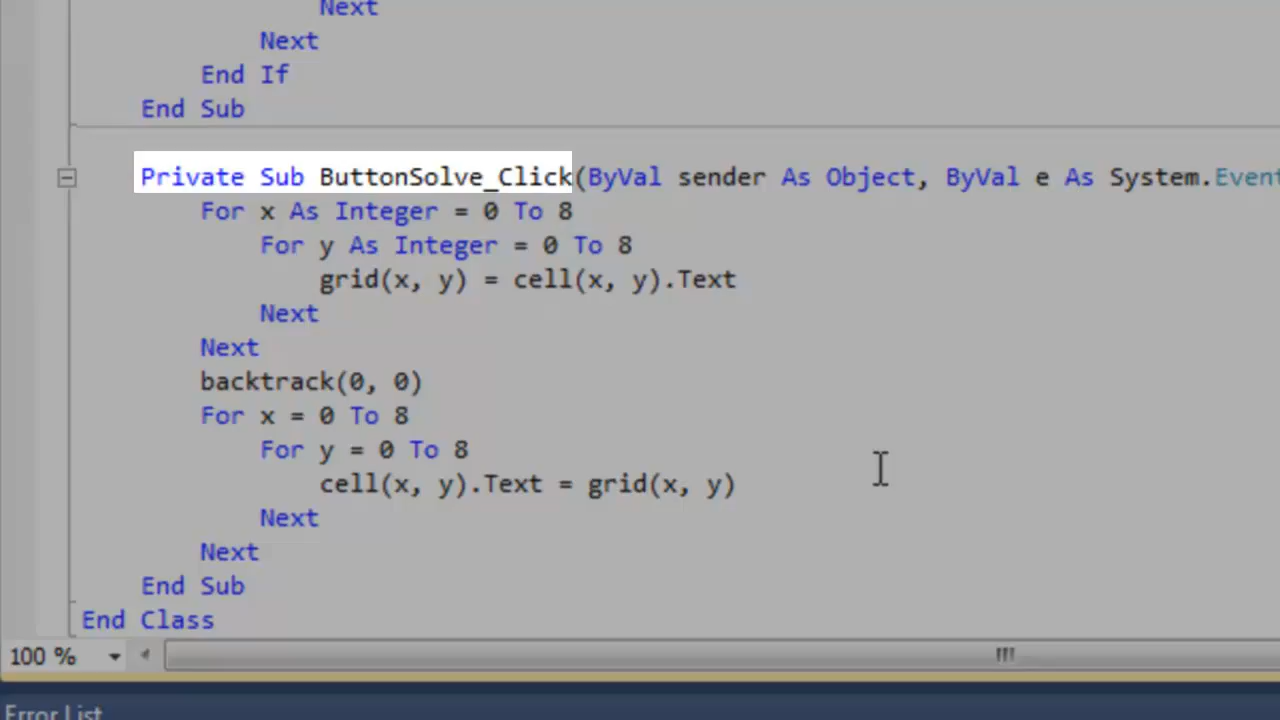 Next
Next
End If
End Sub
Private Sub ButtonSolve_Click(ByVal sender As Object, ByVal e As System.Event
For x As Integer = 0 To 8
For y As Integer = 0 To 8
grid(x, y) = cell(x, y).Text
Next
Next
backtrack(0, 0)
For x = 0 To 8
For y = 0 To 8
cell(x, y).Text = grid(x, y)
Next
Next
End Sub
End Class
100 %
Error List